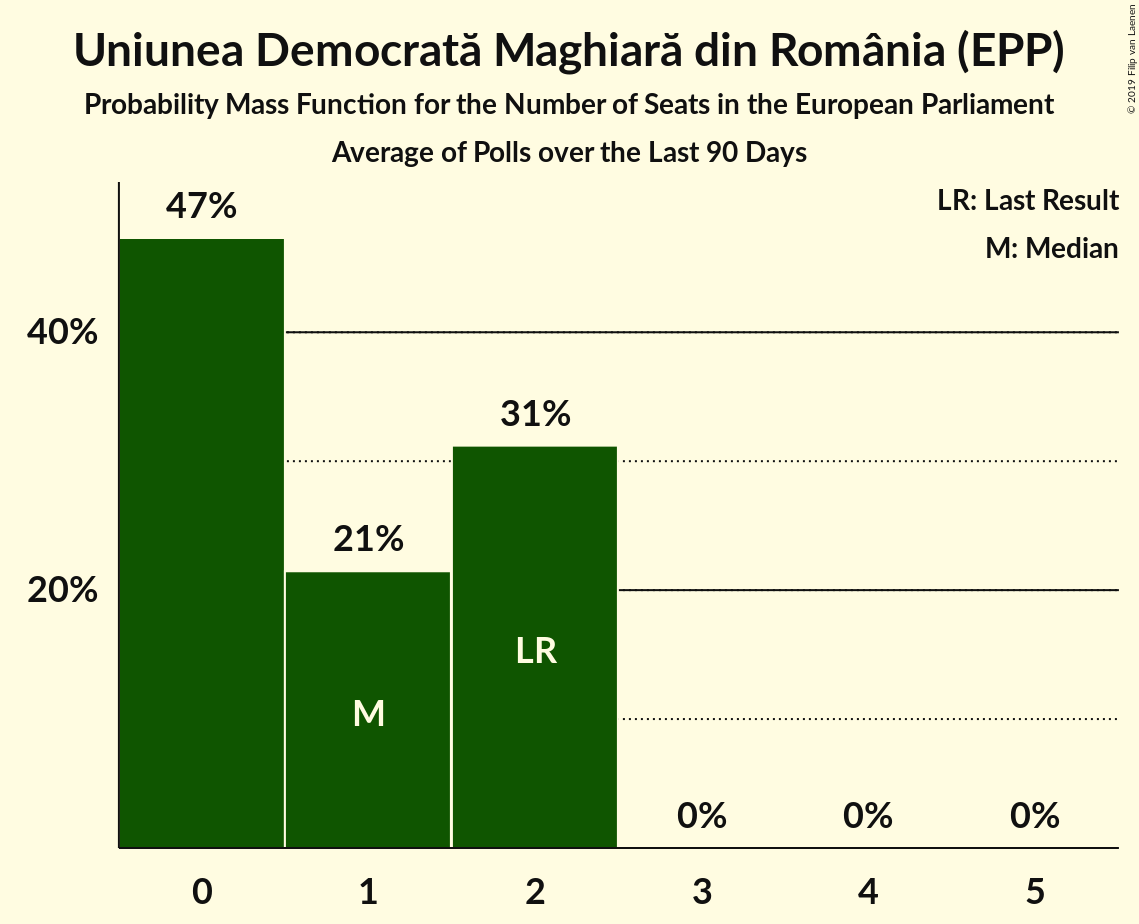 Uniunea Democrată Maghiară din România (EPP)
Probability Mass Function for the Number of Seats in the European Parliament
Average of Polls over the Last 90 Days
© 2019 Filip van Laenen
LR: Last Result
M: Median
47%
40%
31%
21%
20%
LR
M
0%
0%
0%
0
1
2
3
4
5